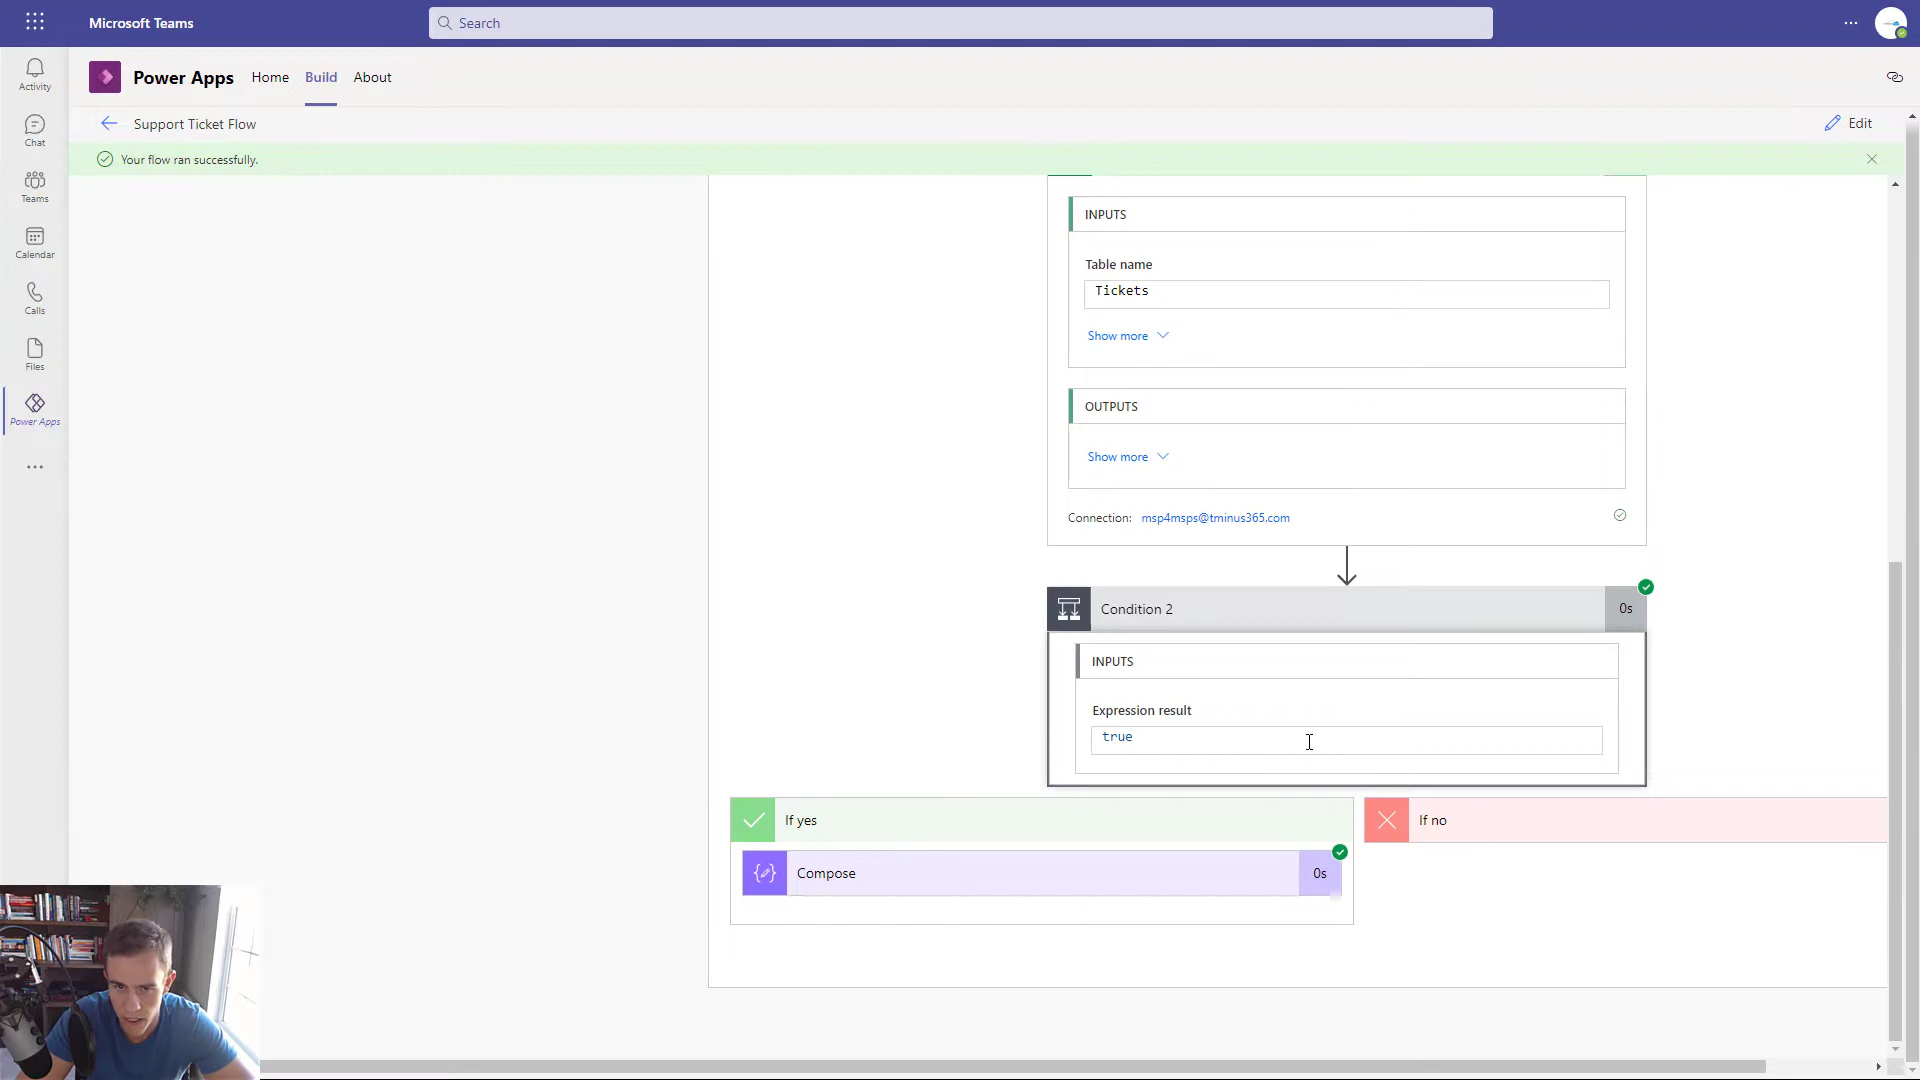 Microsoft Teams
Search
Activity
Chat
Teams
Calendar
Calls
Files
Power Apps
Power Apps
Home
Build
About
Support Ticket Flow
Edit
Your flow ran successfully.
INPUTS
Table name
Tickets
Show more
OUTPUTS
Show more
Connection: msp4msps@tminus365.com
Condition 2
0s
INPUTS
Expression result
true
If yes
If no
Compose
0s